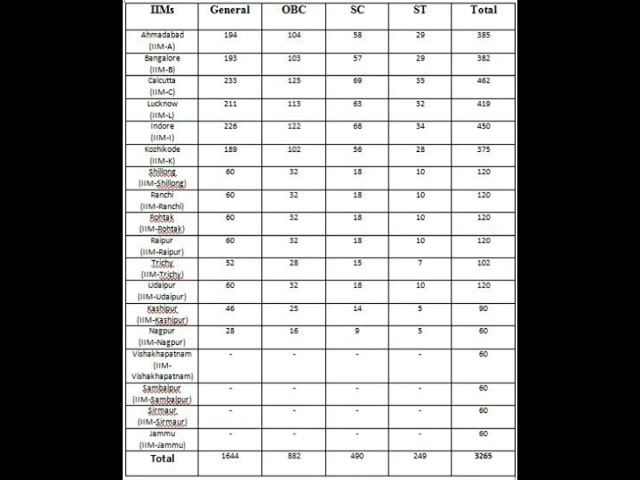 IIMs General OBC SC ST Total
Ahmadabad 194 104 58 29 385
(IIM-A)
Bangalore 193 103 57 29 382
(IIM-B)
Calcutta 233 125 69 35 462
(IIM-C)
Lucknow 211 113 63 32 419
(IIM-L)
Indore 226 122 68 34 450
(IIM-I)
Kozhikode 189 102 56 28 375
(IIM-K)
Shillong 60 32 18 10 120
(IIM-Shillong)
Ranchi 60 32 18 10 120
(IIM-Ranchi)
Rohtak 60 32 18 10 120
(IIM-Rohtak)
Raipur 60 32 18 10 120
(IIM-Raipur)
Trichy 52 28 15 7 102
(IIM-Trichy)
Udaipur 60 32 18 10 120
(IIM-Udaipur)
Kashipur 46 25 14 5 90
(IIM-Kashipur)
Nagpur 28 16 9 5 60
(IIM-Nagpur)
Vishakhapatnam - - - - 60
(IIM-
Vishakhapatnam)
Sambalpur - - - - 60
(IIM-Sambalpur)
Sirmaur - - - - 60
(IIM-Sirmaur)
Jammu - - - - 60
(IIM-Jammu)
Total 1644 882 490 249 3265